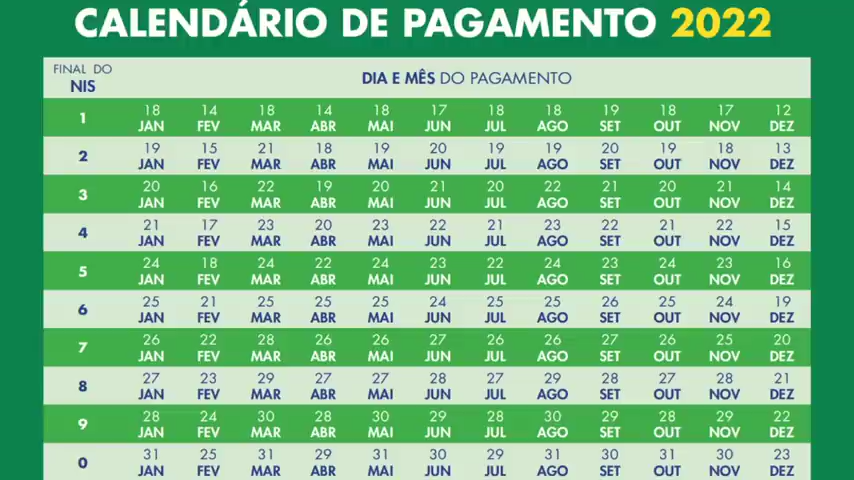 CALENDÁRIO DE PAGAMENTO 2022
FINAL DO NIS DIA E MÊS DO PAGAMENTO
1 18 JAN 14 FEV 18 MAR 14 ABR 18 MAI 17 JUN 18 JUL 18 AGO 19 SET 18 OUT 17 NOV 12 DEZ
2 19 JAN 15 FEV 21 MAR 18 ABR 19 MAI 20 JUN 19 JUL 19 AGO 20 SET 19 OUT 18 NOV 13 DEZ
3 20 JAN 16 FEV 22 MAR 19 ABR 20 MAI 21 JUN 20 JUL 22 AGO 21 SET 20 OUT 21 NOV 14 DEZ
4 21 JAN 17 FEV 23 MAR 20 ABR 23 MAI 22 JUN 21 JUL 23 AGO 22 SET 21 OUT 22 NOV 15 DEZ
5 24 JAN 18 FEV 24 MAR 22 ABR 24 MAI 23 JUN 22 JUL 24 AGO 23 SET 24 OUT 23 NOV 16 DEZ
6 25 JAN 21 FEV 25 MAR 25 ABR 25 MAI 24 JUN 25 JUL 25 AGO 26 SET 25 OUT 24 NOV 19 DEZ
7 26 JAN 22 FEV 28 MAR 26 ABR 26 MAI 27 JUN 26 JUL 26 AGO 27 SET 26 OUT 25 NOV 20 DEZ
8 27 JAN 23 FEV 29 MAR 27 ABR 27 MAI 28 JUN 27 JUL 29 AGO 28 SET 27 OUT 28 NOV 21 DEZ
9 28 JAN 24 FEV 30 MAR 28 ABR 30 MAI 29 JUN 28 JUL 30 AGO 29 SET 28 OUT 29 NOV 22 DEZ
0 31 JAN 25 FEV 31 MAR 29 ABR 31 MAI 30 JUN 29 JUL 31 AGO 30 SET 31 OUT 30 NOV 23 DEZ